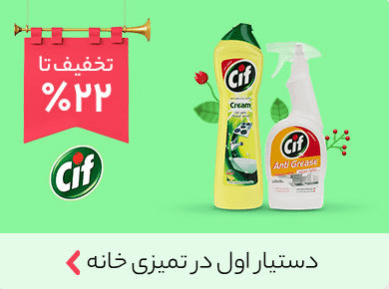 تخفیف تا
%۲۲
Cif
Cif
Cream
Cif
Anti Grease
دستیار اول در تمیزی خانه